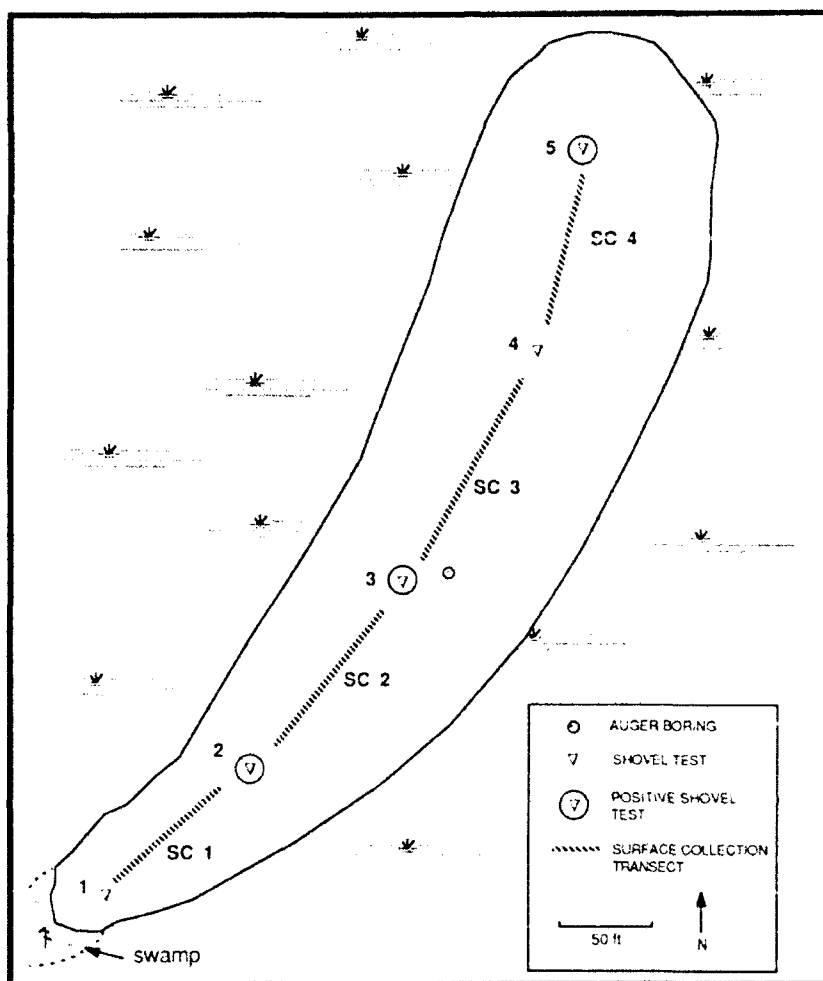 5
SC 4
4
SC 3
3
SC 2
2
SC 1
1
swamp
AUGER BORING
SHOVEL TEST
POSITIVE SHOVEL
TEST
SURFACE COLLECTION
TRANSECT
50 ft
N